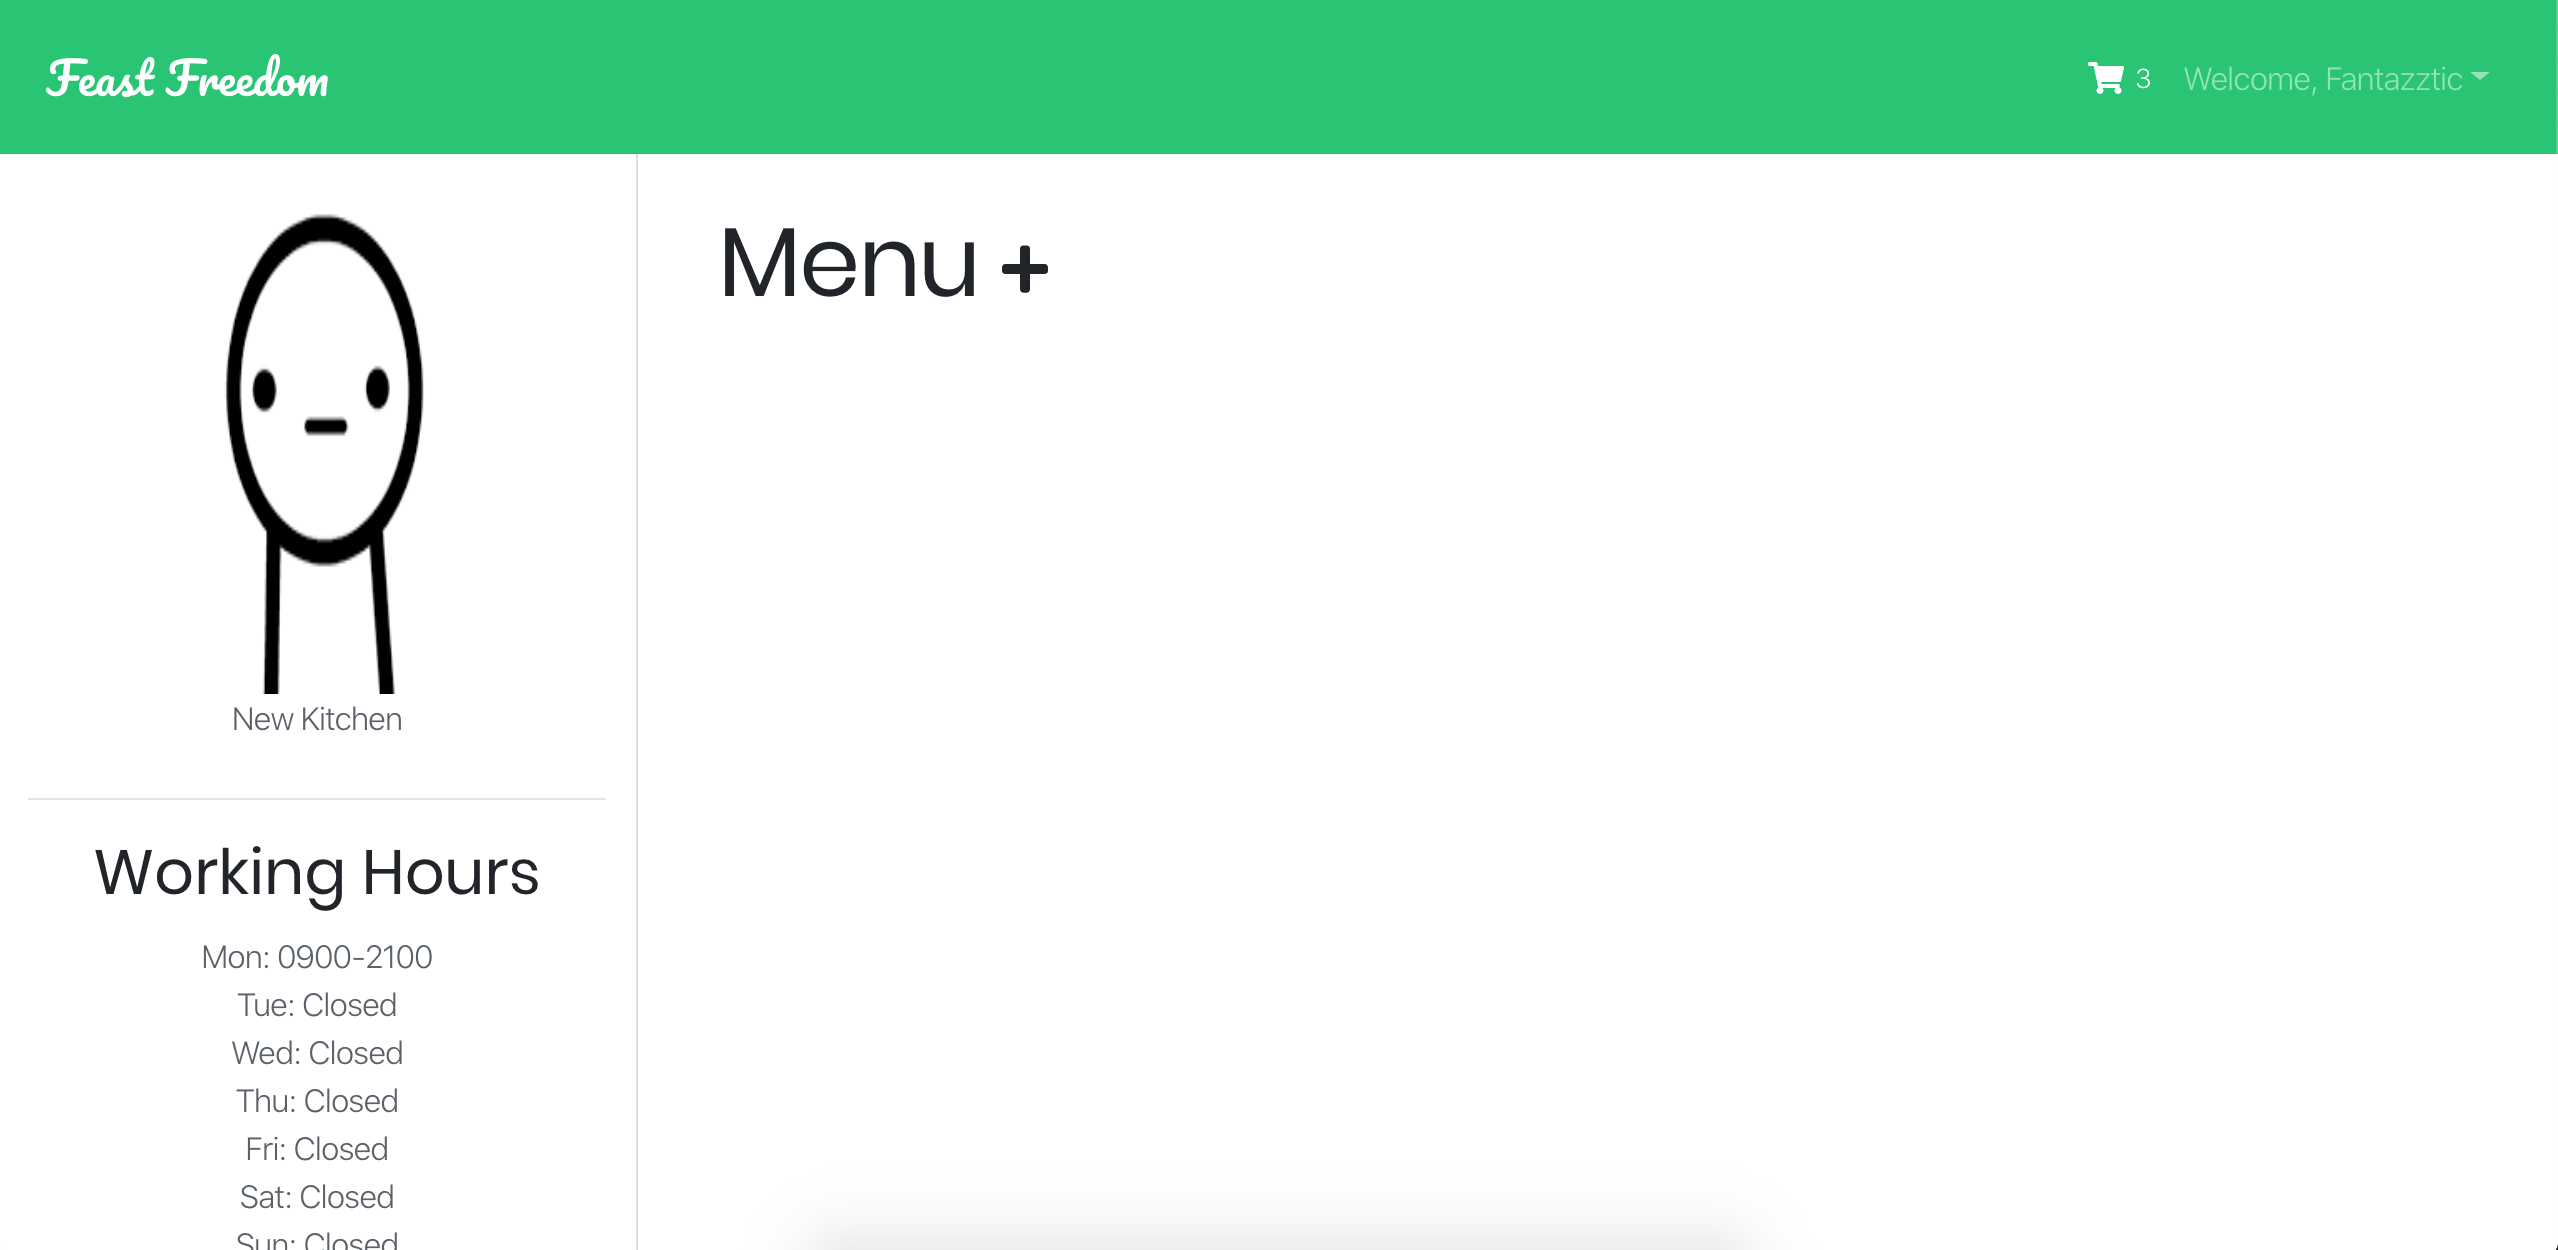 Feast Freedom
3 Welcome, Fantazztic
Menu +
New Kitchen
Working Hours
Mon: 0900-2100
Tue: Closed
Wed: Closed
Thu: Closed
Fri: Closed
Sat: Closed
Sun: Closed